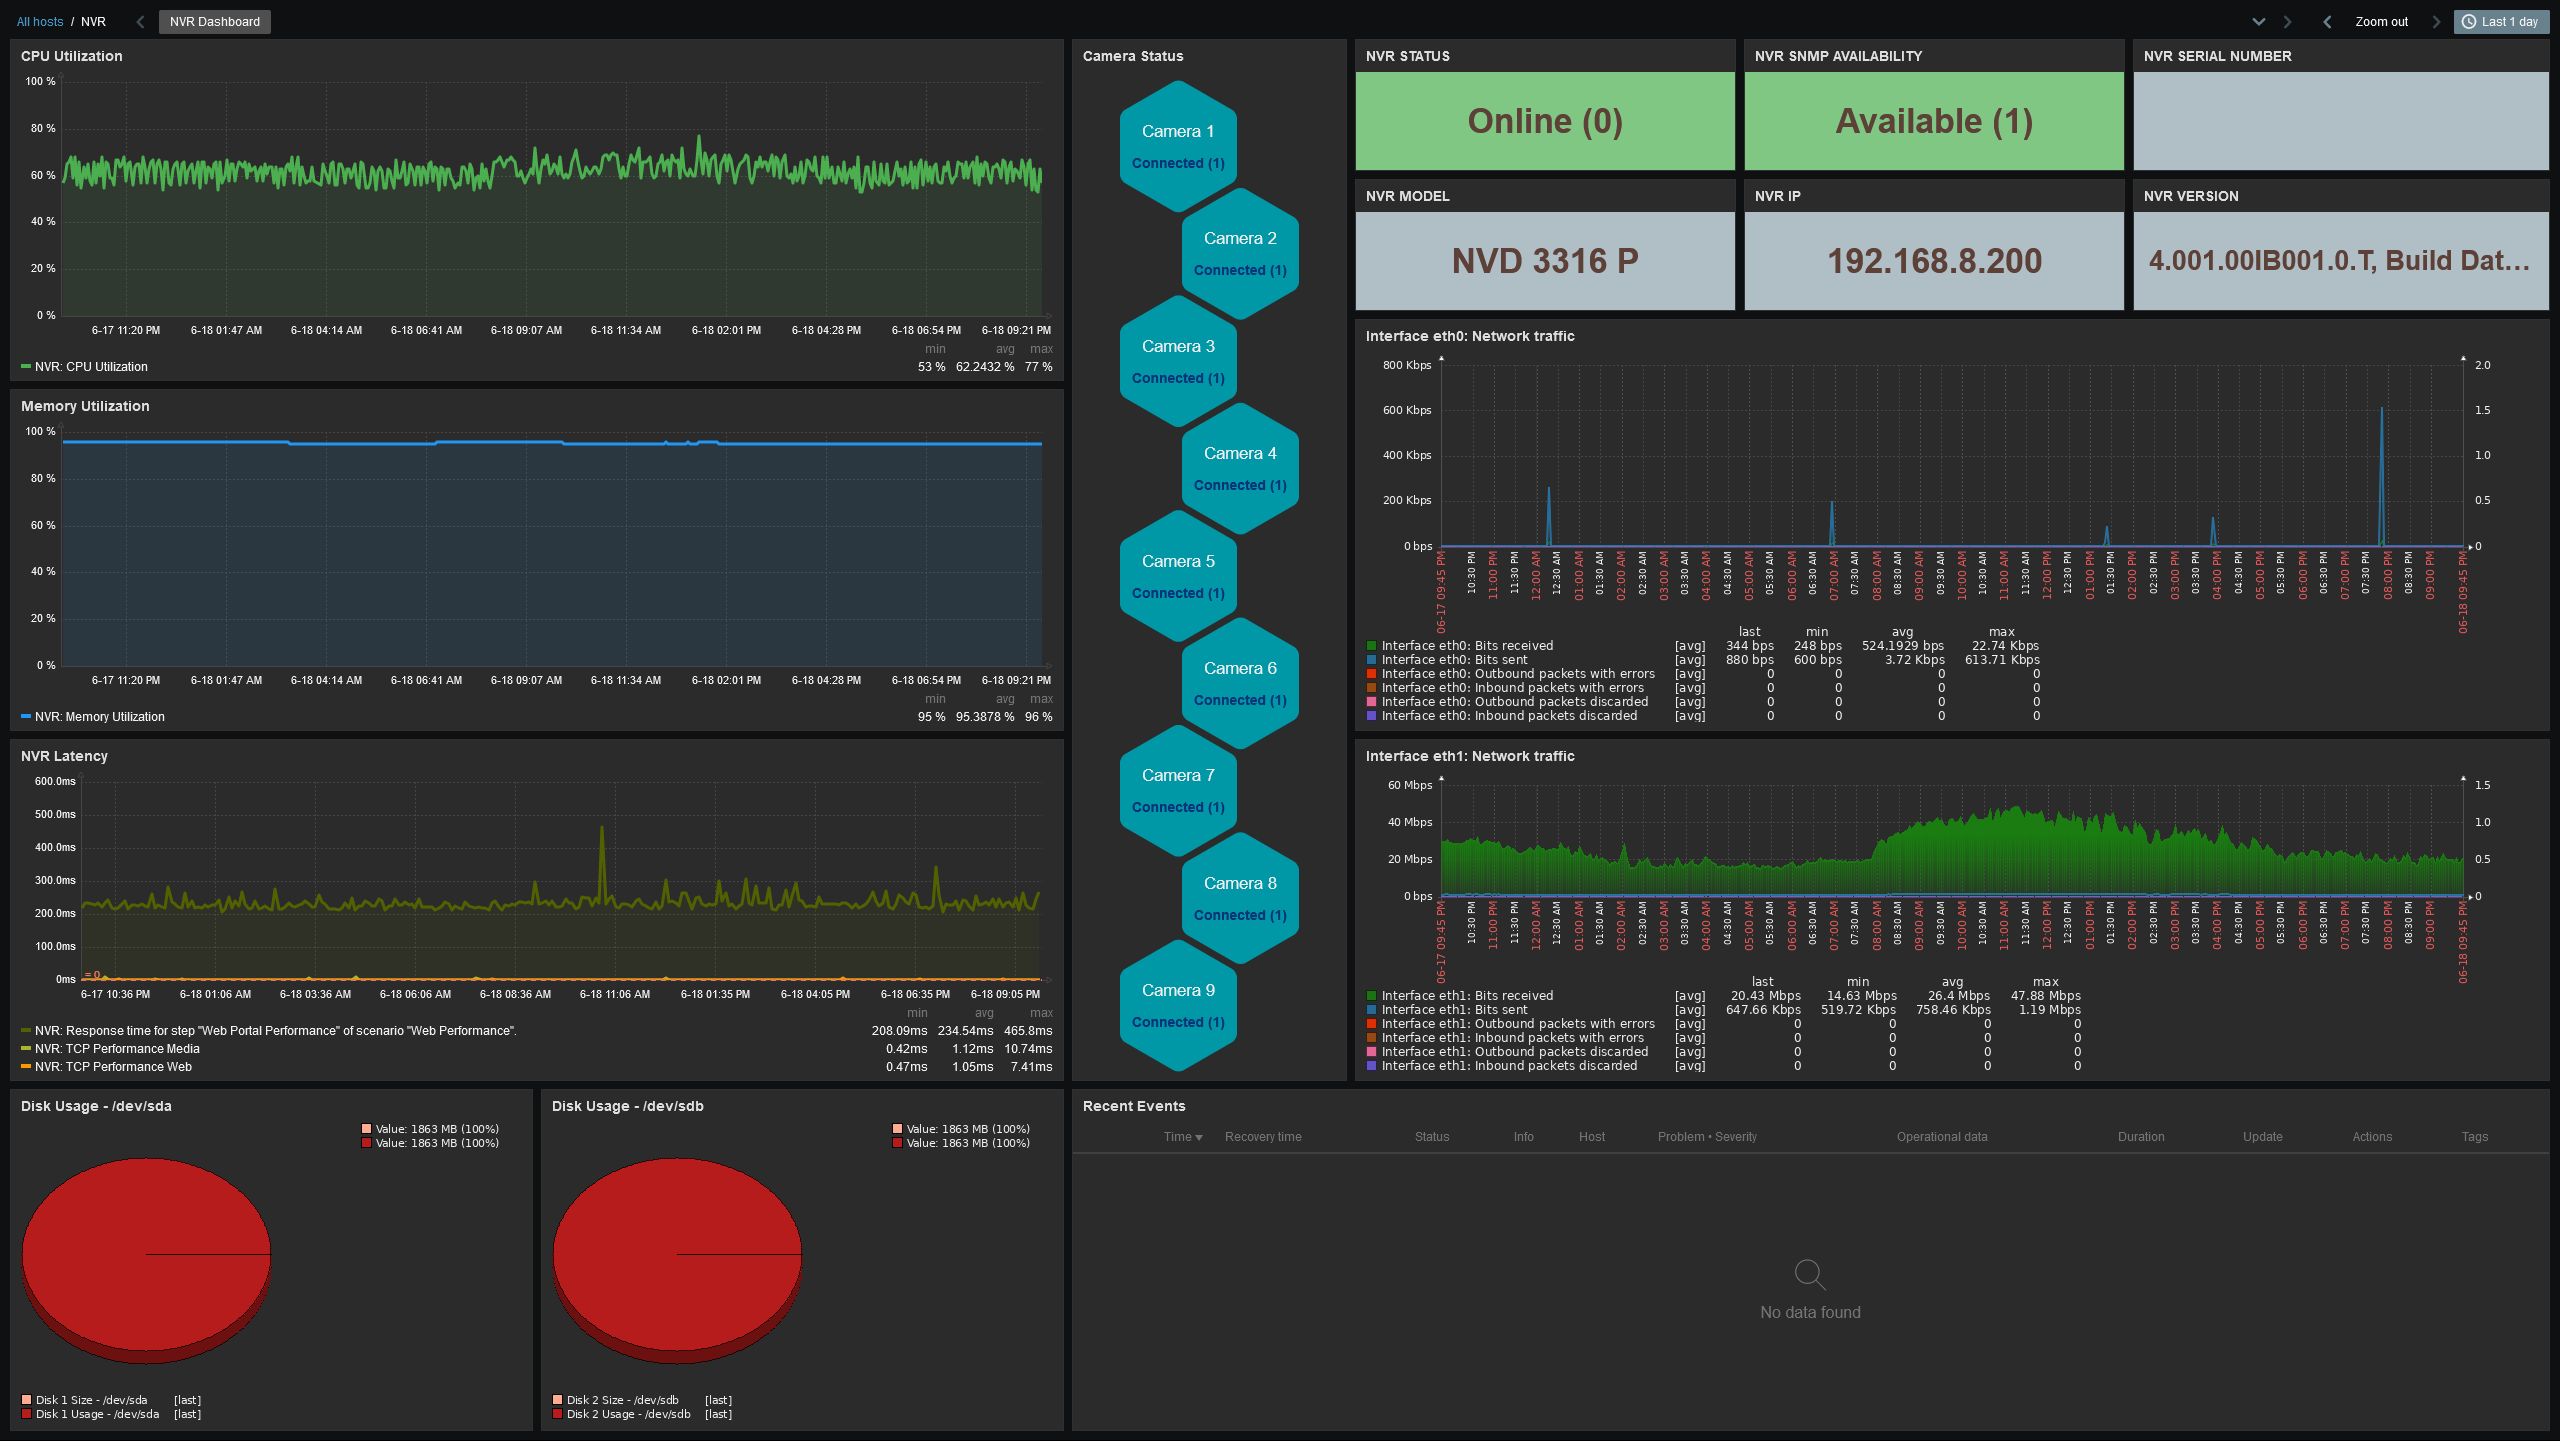 All hosts / NVR
NVR Dashboard
Zoom out
Last 1 day
CPU Utilization
100 %
80 %
60 %
40 %
20 %
0 %
6-17 11:20 PM 6-18 01:47 AM 6-18 04:14 AM 6-18 06:41 AM 6-18 09:07 AM 6-18 11:34 AM 6-18 02:01 PM 6-18 04:28 PM 6-18 06:54 PM 6-18 09:21 PM
min avg max
NVR: CPU Utilization 53 % 62.2432 % 77 %
Memory Utilization
100 %
80 %
60 %
40 %
20 %
0 %
6-17 11:20 PM 6-18 01:47 AM 6-18 04:14 AM 6-18 06:41 AM 6-18 09:07 AM 6-18 11:34 AM 6-18 02:01 PM 6-18 04:28 PM 6-18 06:54 PM 6-18 09:21 PM
min avg max
NVR: Memory Utilization 95 % 95.3878 % 96 %
NVR Latency
600.0ms
500.0ms
400.0ms
300.0ms
200.0ms
100.0ms
0ms
= 0
6-17 10:36 PM 6-18 01:06 AM 6-18 03:36 AM 6-18 06:06 AM 6-18 08:36 AM 6-18 11:06 AM 6-18 01:35 PM 6-18 04:05 PM 6-18 06:35 PM 6-18 09:05 PM
min avg max
NVR: Response time for step "Web Portal Performance" of scenario "Web Performance". 208.09ms 234.54ms 465.8ms
NVR: TCP Performance Media 0.42ms 1.12ms 10.74ms
NVR: TCP Performance Web 0.47ms 1.05ms 7.41ms
Camera Status
Camera 1
Connected (1)
Camera 2
Connected (1)
Camera 3
Connected (1)
Camera 4
Connected (1)
Camera 5
Connected (1)
Camera 6
Connected (1)
Camera 7
Connected (1)
Camera 8
Connected (1)
Camera 9
Connected (1)
NVR STATUS
Online (0)
NVR SNMP AVAILABILITY
Available (1)
NVR SERIAL NUMBER
NVR MODEL
NVD 3316 P
NVR IP
192.168.8.200
NVR VERSION
4.001.00IB001.0.T, Build Dat…
Interface eth0: Network traffic
800 Kbps 2.0
600 Kbps 1.5
400 Kbps 1.0
200 Kbps 0.5
0 bps 0
06-17 09:45 PM 10:30 PM 11:00 PM 11:30 PM 12:00 AM 12:30 AM 01:00 AM 01:30 AM 02:00 AM 02:30 AM 03:00 AM 03:30 AM 04:00 AM 04:30 AM 05:00 AM 05:30 AM 06:00 AM 06:30 AM 07:00 AM 07:30 AM 08:00 AM 08:30 AM 09:00 AM 09:30 AM 10:00 AM 10:30 AM 11:00 AM 11:30 AM 12:00 PM 12:30 PM 01:00 PM 01:30 PM 02:00 PM 02:30 PM 03:00 PM 03:30 PM 04:00 PM 04:30 PM 05:00 PM 05:30 PM 06:00 PM 06:30 PM 07:00 PM 07:30 PM 08:00 PM 08:30 PM 09:00 PM 06-18 09:45 PM
last min avg max
Interface eth0: Bits received [avg] 344 bps 248 bps 524.1929 bps 22.74 Kbps
Interface eth0: Bits sent [avg] 880 bps 600 bps 3.72 Kbps 613.71 Kbps
Interface eth0: Outbound packets with errors [avg] 0 0 0 0
Interface eth0: Inbound packets with errors [avg] 0 0 0 0
Interface eth0: Outbound packets discarded [avg] 0 0 0 0
Interface eth0: Inbound packets discarded [avg] 0 0 0 0
Interface eth1: Network traffic
60 Mbps 1.5
40 Mbps 1.0
20 Mbps 0.5
0 bps 0
06-17 09:45 PM 10:30 PM 11:00 PM 11:30 PM 12:00 AM 12:30 AM 01:00 AM 01:30 AM 02:00 AM 02:30 AM 03:00 AM 03:30 AM 04:00 AM 04:30 AM 05:00 AM 05:30 AM 06:00 AM 06:30 AM 07:00 AM 07:30 AM 08:00 AM 08:30 AM 09:00 AM 09:30 AM 10:00 AM 10:30 AM 11:00 AM 11:30 AM 12:00 PM 12:30 PM 01:00 PM 01:30 PM 02:00 PM 02:30 PM 03:00 PM 03:30 PM 04:00 PM 04:30 PM 05:00 PM 05:30 PM 06:00 PM 06:30 PM 07:00 PM 07:30 PM 08:00 PM 08:30 PM 09:00 PM 06-18 09:45 PM
last min avg max
Interface eth1: Bits received [avg] 20.43 Mbps 14.63 Mbps 26.4 Mbps 47.88 Mbps
Interface eth1: Bits sent [avg] 647.66 Kbps 519.72 Kbps 758.46 Kbps 1.19 Mbps
Interface eth1: Outbound packets with errors [avg] 0 0 0 0
Interface eth1: Inbound packets with errors [avg] 0 0 0 0
Interface eth1: Outbound packets discarded [avg] 0 0 0 0
Interface eth1: Inbound packets discarded [avg] 0 0 0 0
Disk Usage - /dev/sda
Value: 1863 MB (100%)
Value: 1863 MB (100%)
Disk 1 Size - /dev/sda [last]
Disk 1 Usage - /dev/sda [last]
Disk Usage - /dev/sdb
Value: 1863 MB (100%)
Value: 1863 MB (100%)
Disk 2 Size - /dev/sdb [last]
Disk 2 Usage - /dev/sdb [last]
Recent Events
Time Recovery time Status Info Host Problem • Severity Operational data Duration Update Actions Tags
No data found